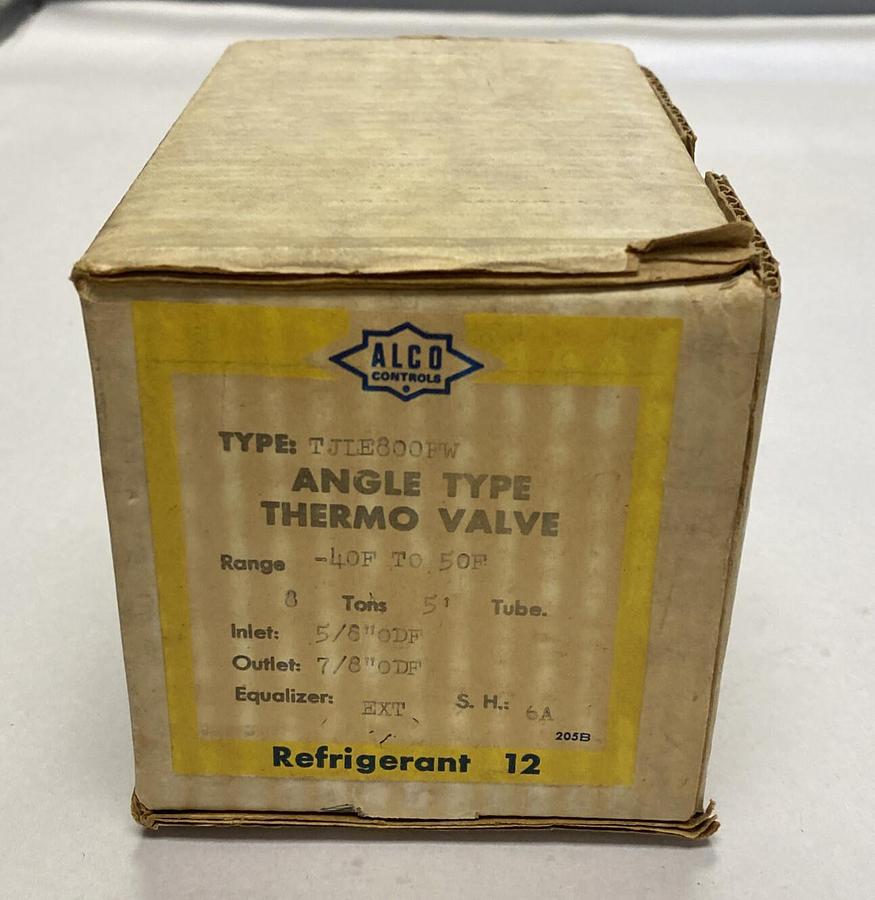 ALCO
CONTROLS
TYPE: TJLE800FW
ANGLE TYPE
THERMO VALVE
Range -40F TO 50F
8 Tons 5' Tube.
Inlet: 5/8"ODF
Outlet: 7/8"ODF
Equalizer: EXT S. H.: 6A
205B
Refrigerant 12